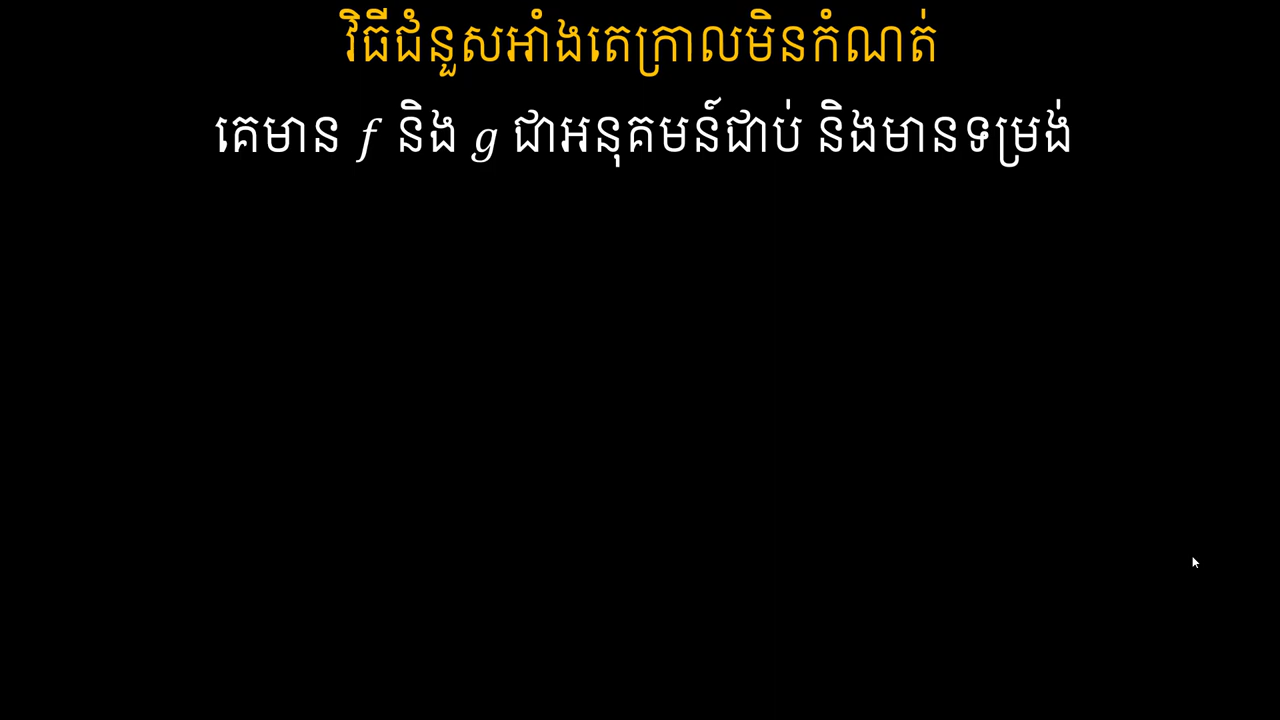 វិធីជំនួសអាំងតេក្រាលមិនកំណត់
គេមាន f និង g ជាអនុគមន៍ជាប់ និងមានទម្រង់